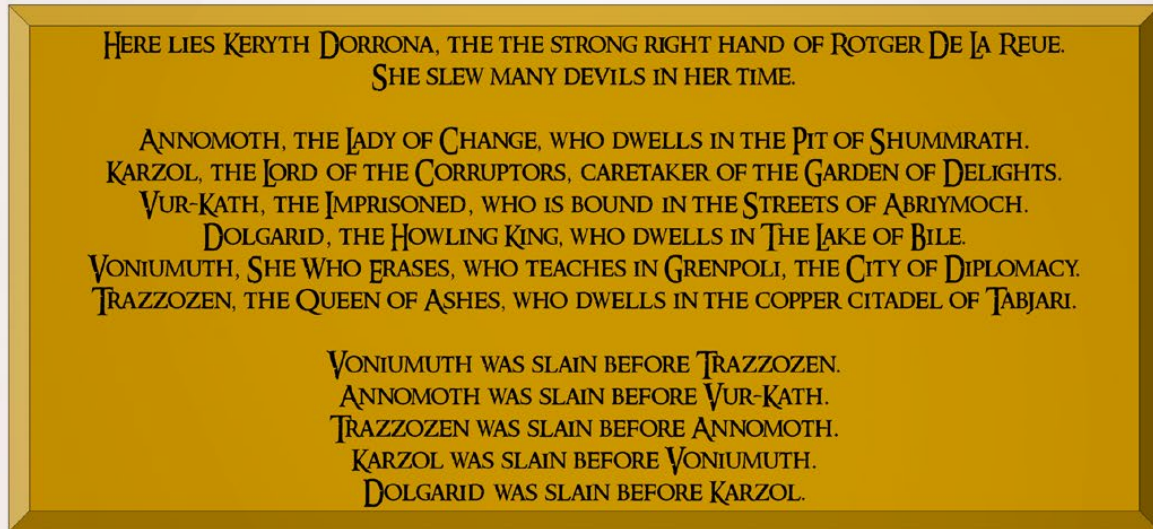 Here lies Keryth Dorrona, the the strong right hand of Rotger De La Reue.
She slew many devils in her time.
Annomoth, the Lady of Change, who dwells in the Pit of Shummrath.
Karzol, the Lord of the Corruptors, caretaker of the Garden of Delights.
Vur-Kath, the Imprisoned, who is bound in the Streets of Abriymoch.
Dolgarid, the Howling King, who dwells in The Lake of Bile.
Voniumuth, She Who Erases, who teaches in Grenpoli, the City of Diplomacy.
Trazzozen, the Queen of Ashes, who dwells in the copper citadel of Tabjari.
Voniumuth was slain before Trazzozen.
Annomoth was slain before Vur-Kath.
Trazzozen was slain before Annomoth.
Karzol was slain before Voniumuth.
Dolgarid was slain before Karzol.